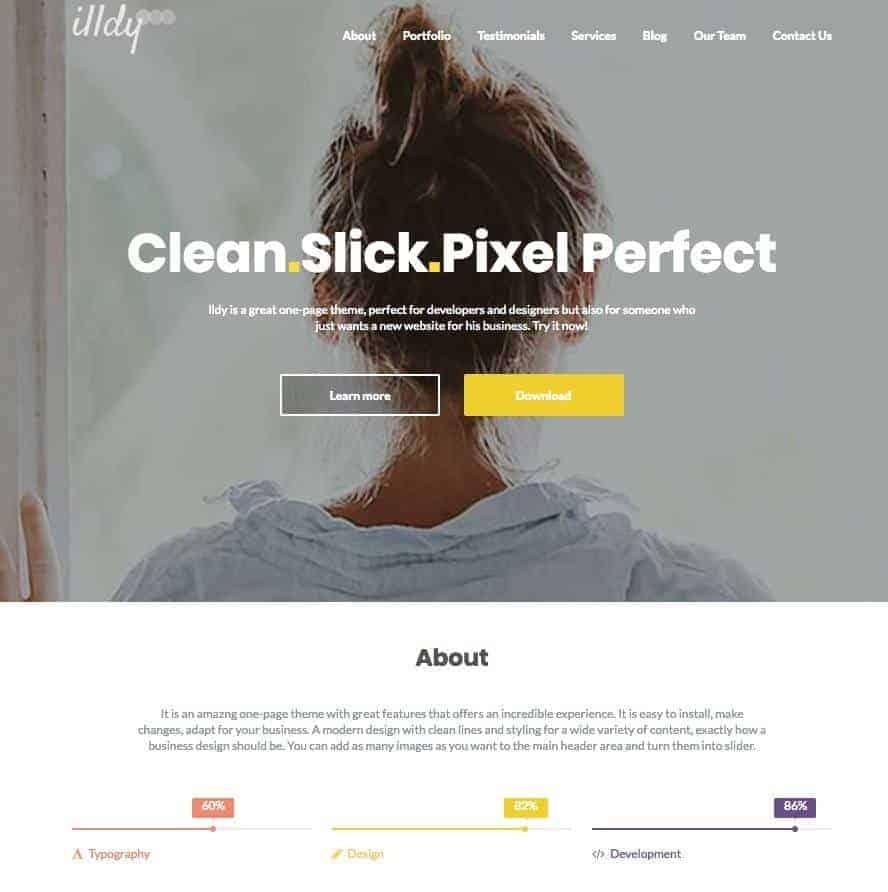 illdy
About Portfolio Testimonials Services Blog Our Team Contact Us
Clean.Slick.Pixel Perfect
Ildy is a great one-page theme, perfect for developers and designers but also for someone who
just wants a new website for his business. Try it now!
Learn more Download
About
It is an amazng one-page theme with great features that offers an incredible experience. It is easy to install, make
changes, adapt for your business. A modern design with clean lines and styling for a wide variety of content, exactly how a
business design should be. You can add as many images as you want to the main header area and turn them into slider.
60% 82% 86%
Typography Design Development